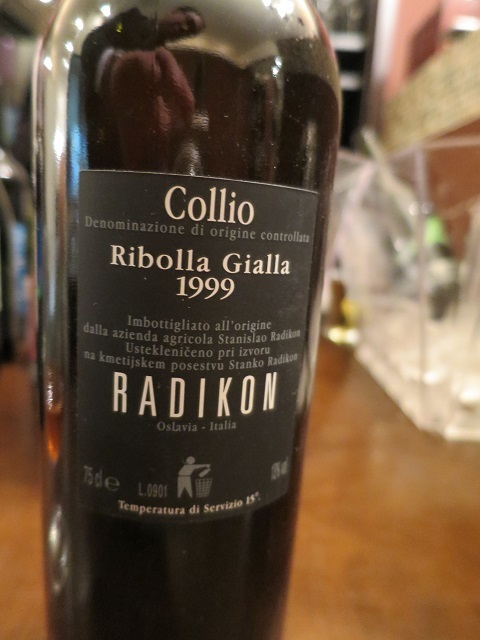 Collio
Denominazione di origine controllata
Ribolla Gialla
1999
Imbottigliato all'origine
dalla azienda agricola Stanislao Radikon
Ustekleničeno pri izvoru
na kmetijskem posestvu Stanko Radikon
RADIKON
Oslavia - Italia
75 cl e L.0901
Temperatura di Servizio 15°.